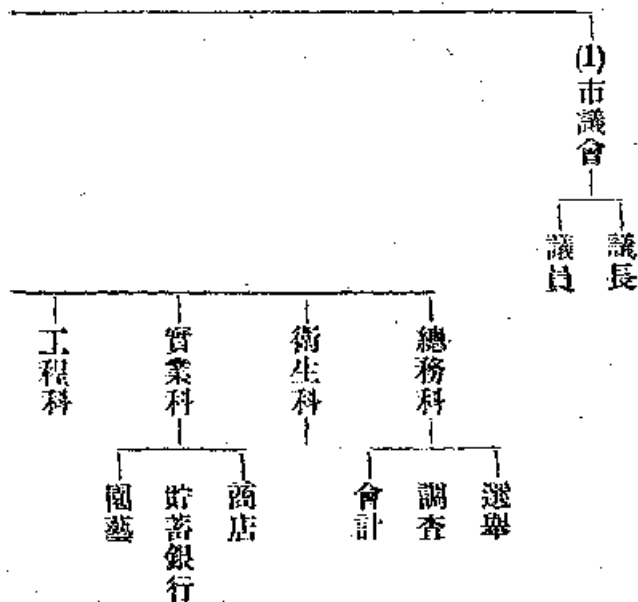 (1)市議會
議長
議員
總務科
衛生科
實業科
工程科
選舉
調查
會計
商店
貯蓄銀行
園藝